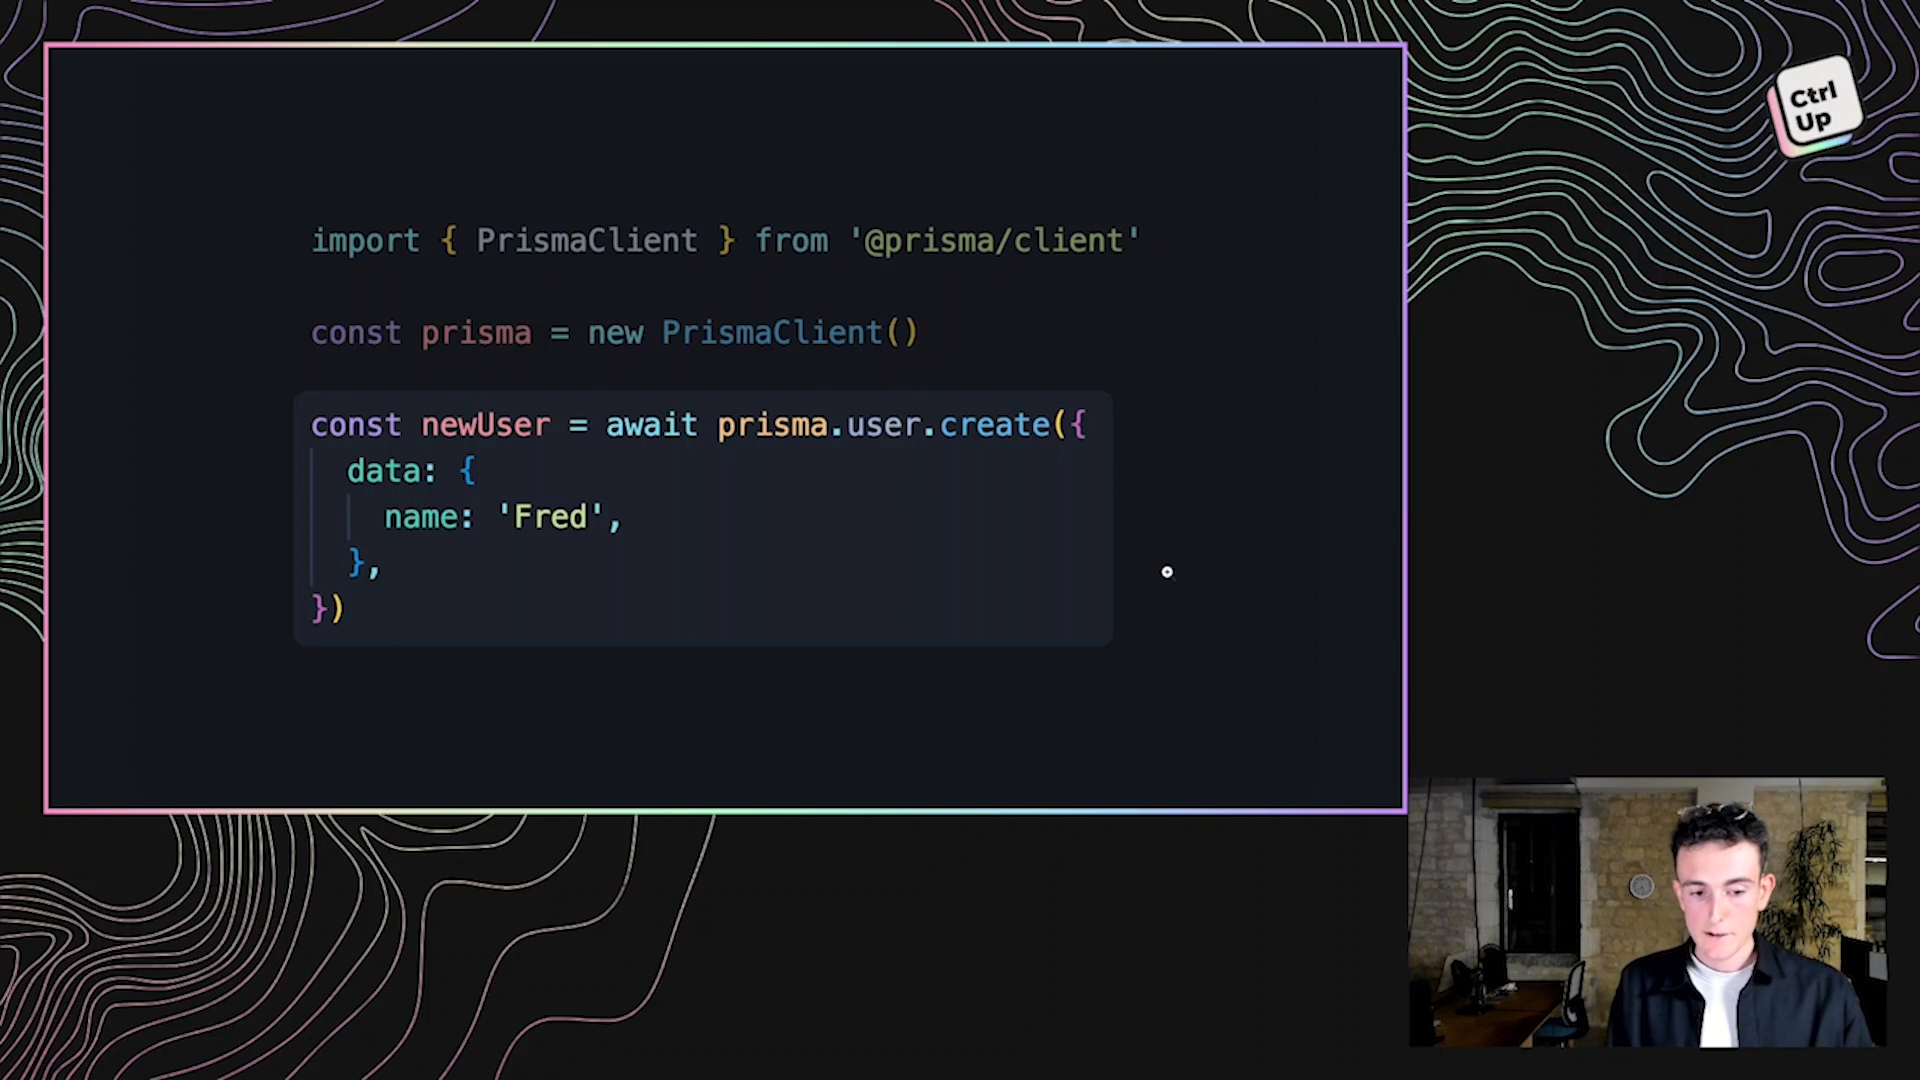 Ctrl
Up
import { PrismaClient } from '@prisma/client'
const prisma = new PrismaClient()
const newUser = await prisma.user.create({
data: {
name: 'Fred',
},
})